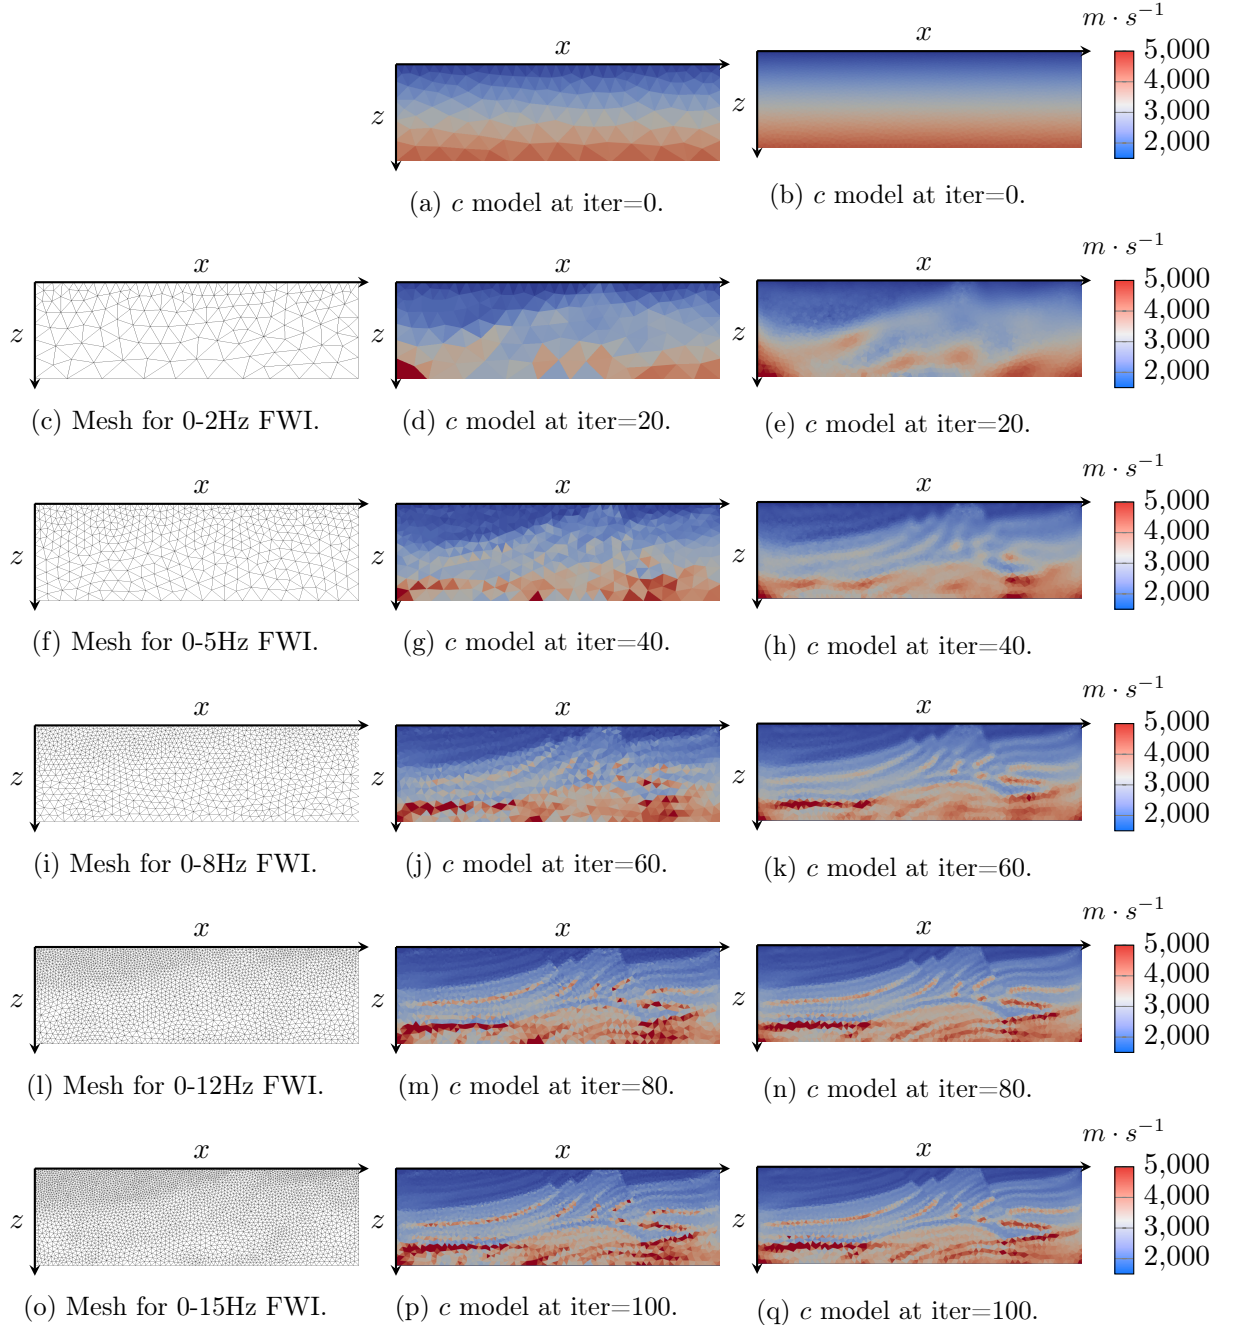 x
x
m · s⁻¹
z
z
5,000
4,000
3,000
2,000
(a) c model at iter=0.
(b) c model at iter=0.
x
x
x
m · s⁻¹
z
z
z
5,000
4,000
3,000
2,000
(c) Mesh for 0-2Hz FWI.
(d) c model at iter=20.
(e) c model at iter=20.
x
x
x
m · s⁻¹
z
z
z
5,000
4,000
3,000
2,000
(f) Mesh for 0-5Hz FWI.
(g) c model at iter=40.
(h) c model at iter=40.
x
x
x
m · s⁻¹
z
z
z
5,000
4,000
3,000
2,000
(i) Mesh for 0-8Hz FWI.
(j) c model at iter=60.
(k) c model at iter=60.
x
x
x
m · s⁻¹
z
z
z
5,000
4,000
3,000
2,000
(l) Mesh for 0-12Hz FWI.
(m) c model at iter=80.
(n) c model at iter=80.
x
x
x
m · s⁻¹
z
z
z
5,000
4,000
3,000
2,000
(o) Mesh for 0-15Hz FWI.
(p) c model at iter=100.
(q) c model at iter=100.